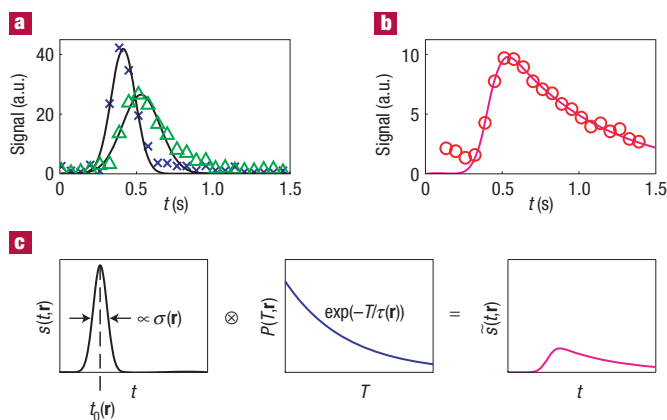 a
Signal (a.u.)
40
20
0
0
0.5
1.0
1.5
t (s)
b
Signal (a.u.)
10
5
0
0
0.5
1.0
1.5
t (s)
c
s(t,r)
∝ σ(r)
t
t₀(r)
⊗
P(T,r)
exp(−T/τ(r))
T
=
s̃(t,r)
t